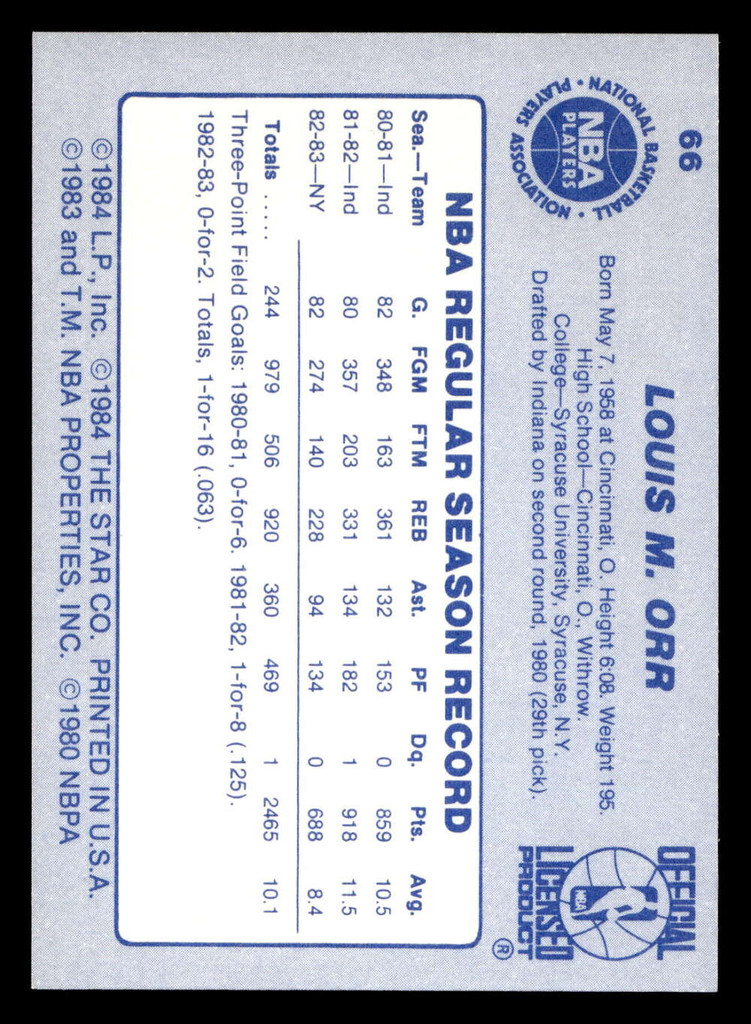 66
NATIONAL BASKETBALL
PLAYERS ASSOCIATION
NBA
PLAYERS
LOUIS M. ORR
Born May 7, 1958 at Cincinnati, O. Height 6:08. Weight 195.
High School—Cincinnati, O., Withrow.
College—Syracuse University, Syracuse, N.Y.
Drafted by Indiana on second round, 1980 (29th pick).
OFFICIAL
NBA
LICENSED
PRODUCT ®
NBA REGULAR SEASON RECORD
Sea.—Team G. FGM FTM REB Ast. PF Dq. Pts. Avg.
80-81—Ind 82 348 163 361 132 153 0 859 10.5
81-82—Ind 80 357 203 331 134 182 1 918 11.5
82-83—NY 82 274 140 228 94 134 0 688 8.4
Totals ..... 244 979 506 920 360 469 1 2465 10.1
Three-Point Field Goals: 1980-81, 0-for-6. 1981-82, 1-for-8 (.125).
1982-83, 0-for-2. Totals, 1-for-16 (.063).
©1984 L.P., Inc. ©1984 THE STAR CO. PRINTED IN U.S.A.
©1983 and T.M. NBA PROPERTIES, INC. ©1980 NBPA